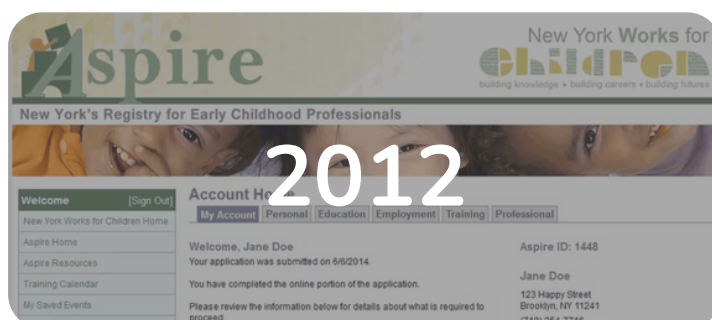 Aspire
New York Works for
Children
building knowledge • building careers • building futures
New York's Registry for Early Childhood Professionals
2012
Welcome [Sign Out]
New York Works for Children Home
Aspire Home
Aspire Resources
Training Calendar
My Saved Events
Account Ho
My Account Personal Education Employment Training Professional
Welcome, Jane Doe
Your application was submitted on 6/6/2014.
You have completed the online portion of the application.
Please review the information below for details about what is required to
proceed.
Aspire ID: 1448
Jane Doe
123 Happy Street
Brooklyn, NY 11241